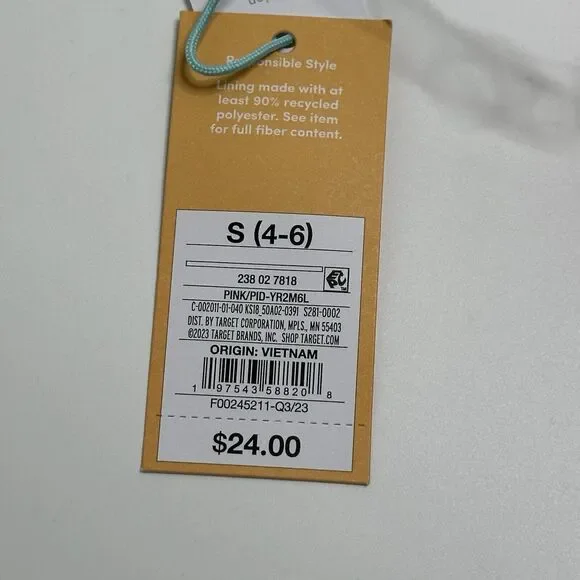 Responsible Style
Lining made with at
least 90% recycled
polyester. See item
for full fiber content.
S (4-6)
238 02 7818
PINK/PID-YR2M6L
C-002011-01-040 KS18_50A02-0391 S281-0002
DIST. BY TARGET CORPORATION, MPLS., MN 55403
©2023 TARGET BRANDS, INC. SHOP TARGET.COM
ORIGIN: VIETNAM
1 97543 58820 8
F00245211-Q3/23
$24.00